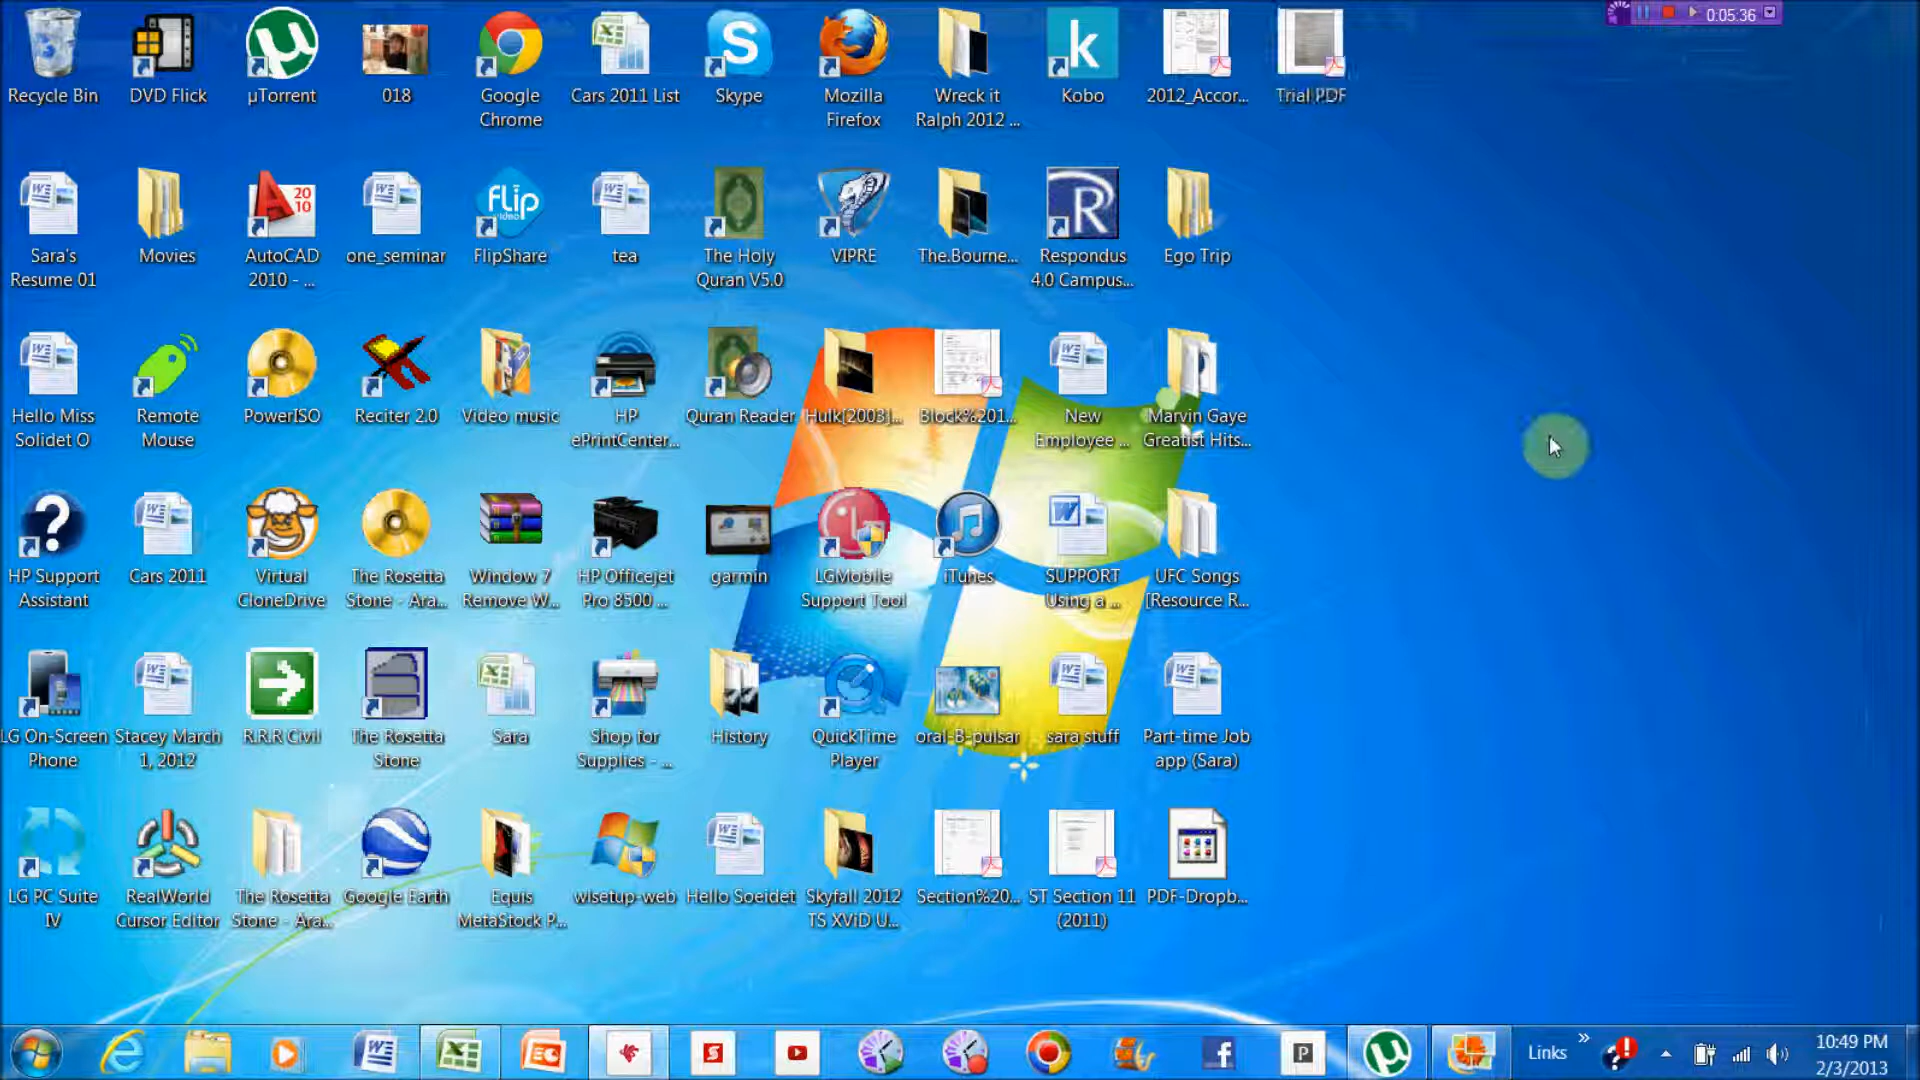 0:05:36
Recycle Bin
DVD Flick
µTorrent
018
Google
Chrome
Cars 2011 List
Skype
Mozilla
Firefox
Wreck it
Ralph 2012 ...
Kobo
2012_Accor...
Trial PDF
Sara's
Resume 01
Movies
AutoCAD
2010 - ...
one_seminar
FlipShare
tea
The Holy
Quran V5.0
VIPRE
The.Bourne...
Respondus
4.0 Campus...
Ego Trip
Hello Miss
Solidet O
Remote
Mouse
PowerISO
Reciter 2.0
Video music
HP
ePrintCenter...
Quran Reader
Hulk[2003]...
Block%201...
New
Employee ...
Marvin Gaye
Greatist Hits...
HP Support
Assistant
Cars 2011
Virtual
CloneDrive
The Rosetta
Stone - Ara...
Window 7
Remove W...
HP Officejet
Pro 8500 ...
garmin
LGMobile
Support Tool
iTunes
SUPPORT
Using a ...
UFC Songs
[Resource R...
LG On-Screen
Phone
Stacey March
1, 2012
R.R.R Civil
The Rosetta
Stone
Sara
Shop for
Supplies - ...
History
QuickTime
Player
oral-B-pulsar
sara stuff
Part-time Job
app (Sara)
LG PC Suite
IV
RealWorld
Cursor Editor
The Rosetta
Stone - Ara...
Google Earth
Equis
MetaStock P...
wlsetup-web
Hello Soeidet
Skyfall 2012
TS XViD U...
Section%20...
ST Section 11
(2011)
PDF-Dropb...
Links
10:49 PM
2/3/2013